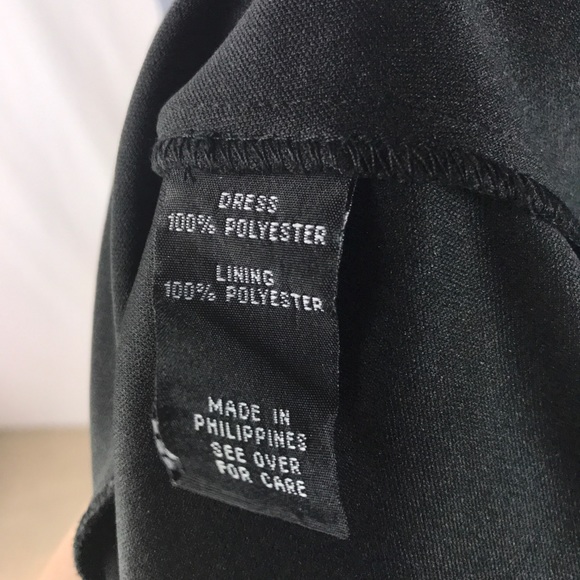 DRESS
100% POLYESTER
LINING
100% POLYESTER
MADE IN
PHILIPPINES
SEE OVER
FOR CARE